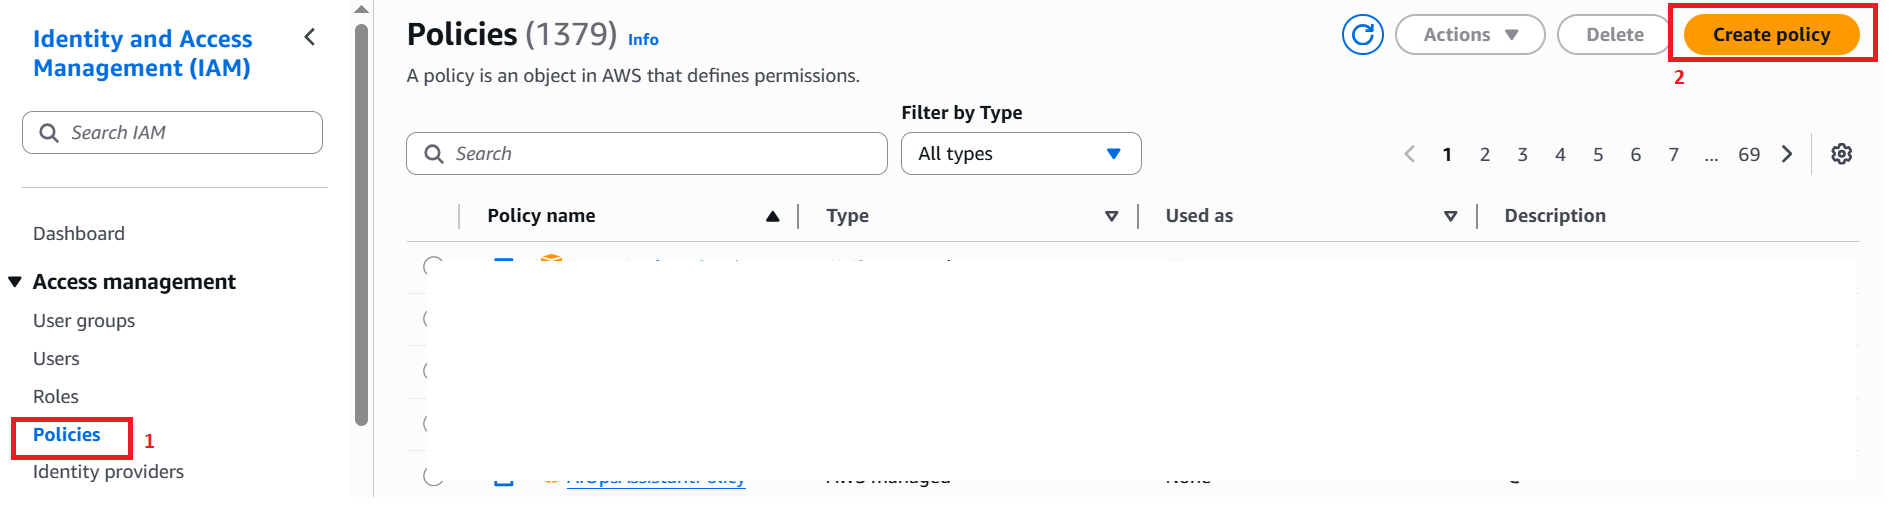 Identity and Access
Management (IAM)
Search IAM
Dashboard
Access management
User groups
Users
Roles
Policies
1
Identity providers
Policies (1379) Info
Actions
Delete
Create policy
2
A policy is an object in AWS that defines permissions.
Filter by Type
Search
All types
1 2 3 4 5 6 7 ... 69
Policy name Type Used as Description
AIOpsAssistantPolicy AWS managed None